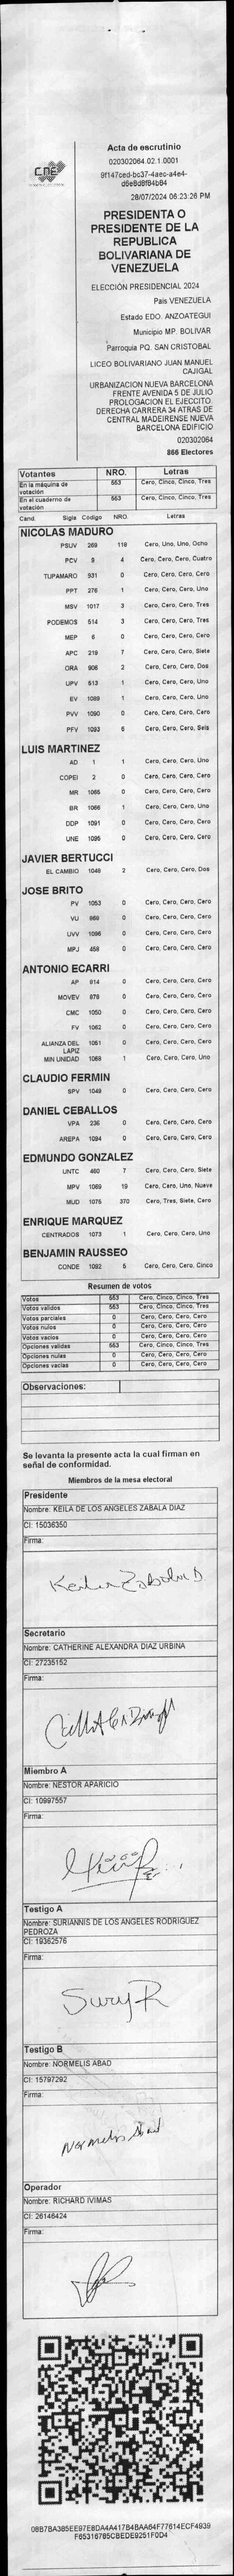 CNE
Acta de escrutinio
020302064.02.1.0001
9f147ced-bc37-4aec-a4e4-
d6e8d8f84b84
28/07/2024 06:23:26 PM
PRESIDENTA O
PRESIDENTE DE LA
REPUBLICA
BOLIVARIANA DE
VENEZUELA
ELECCIÓN PRESIDENCIAL 2024
País VENEZUELA
Estado EDO. ANZOATEGUI
Municipio MP. BOLIVAR
Parroquia PQ. SAN CRISTOBAL
LICEO BOLIVARIANO JUAN MANUEL
CAJIGAL
URBANIZACION NUEVA BARCELONA
FRENTE AVENIDA 5 DE JULIO
PROLOGACION EL EJECCITO.
DERECHA CARRERA 34 ATRAS DE
CENTRAL MADEIRENSE NUEVA
BARCELONA EDIFICIO
020302064
866 Electores
Votantes NRO. Letras
En la máquina de votación 553 Cero, Cinco, Cinco, Tres
En el cuaderno de votación 553 Cero, Cinco, Cinco, Tres
Cand. Sigla Código NRO. Letras
NICOLAS MADURO
PSUV 269 118 Cero, Uno, Uno, Ocho
PCV 9 4 Cero, Cero, Cero, Cuatro
TUPAMARO 931 0 Cero, Cero, Cero, Cero
PPT 276 1 Cero, Cero, Cero, Uno
MSV 1017 3 Cero, Cero, Cero, Tres
PODEMOS 514 3 Cero, Cero, Cero, Tres
MEP 6 0 Cero, Cero, Cero, Cero
APC 219 7 Cero, Cero, Cero, Siete
ORA 906 2 Cero, Cero, Cero, Dos
UPV 613 1 Cero, Cero, Cero, Uno
EV 1089 1 Cero, Cero, Cero, Uno
PVV 1090 0 Cero, Cero, Cero, Cero
PFV 1093 6 Cero, Cero, Cero, Seis
LUIS MARTINEZ
AD 1 1 Cero, Cero, Cero, Uno
COPEI 2 0 Cero, Cero, Cero, Cero
MR 1065 0 Cero, Cero, Cero, Cero
BR 1066 1 Cero, Cero, Cero, Uno
DDP 1091 0 Cero, Cero, Cero, Cero
UNE 1095 0 Cero, Cero, Cero, Cero
JAVIER BERTUCCI
EL CAMBIO 1048 2 Cero, Cero, Cero, Dos
JOSE BRITO
PV 1053 0 Cero, Cero, Cero, Cero
VU 868 0 Cero, Cero, Cero, Cero
UVV 1096 0 Cero, Cero, Cero, Cero
MPJ 458 0 Cero, Cero, Cero, Cero
ANTONIO ECARRI
AP 814 0 Cero, Cero, Cero, Cero
MOVEV 878 0 Cero, Cero, Cero, Cero
CMC 1050 0 Cero, Cero, Cero, Cero
FV 1062 0 Cero, Cero, Cero, Cero
ALIANZA DEL LAPIZ 1051 0 Cero, Cero, Cero, Cero
MIN UNIDAD 1068 1 Cero, Cero, Cero, Uno
CLAUDIO FERMIN
SPV 1049 0 Cero, Cero, Cero, Cero
DANIEL CEBALLOS
VPA 236 0 Cero, Cero, Cero, Cero
AREPA 1094 0 Cero, Cero, Cero, Cero
EDMUNDO GONZALEZ
UNTC 460 7 Cero, Cero, Cero, Siete
MPV 1069 19 Cero, Cero, Uno, Nueve
MUD 1075 370 Cero, Tres, Siete, Cero
ENRIQUE MARQUEZ
CENTRADOS 1073 1 Cero, Cero, Cero, Uno
BENJAMIN RAUSSEO
CONDE 1092 5 Cero, Cero, Cero, Cinco
Resumen de votos
Votos 553 Cero, Cinco, Cinco, Tres
Votos validos 553 Cero, Cinco, Cinco, Tres
Votos parciales 0 Cero, Cero, Cero, Cero
Votos nulos 0 Cero, Cero, Cero, Cero
Votos vacios 0 Cero, Cero, Cero, Cero
Opciones validas 553 Cero, Cinco, Cinco, Tres
Opciones nulas 0 Cero, Cero, Cero, Cero
Opciones vacias 0 Cero, Cero, Cero, Cero
Observaciones:
Se levanta la presente acta la cual firman en
señal de conformidad.
Miembros de la mesa electoral
Presidente
Nombre: KEILA DE LOS ANGELES ZABALA DIAZ
CI: 15036350
Firma:
Keila Zabala D
Secretario
Nombre: CATHERINE ALEXANDRA DIAZ URBINA
CI: 27235152
Firma:
Miembro A
Nombre: NESTOR APARICIO
CI: 10997557
Firma:
Testigo A
Nombre: SURIANNIS DE LOS ANGELES RODRIGUEZ
PEDROZA
CI: 19362576
Firma:
Sury R
Testigo B
Nombre: NORMELIS ABAD
CI: 15797292
Firma:
Normelis Abad
Operador
Nombre: RICHARD IVIMAS
CI: 26146424
Firma:
08B7BA385EE97E8DA4A417B4BAA64F77614ECF4939
F65316785CBEDE9251F0D4